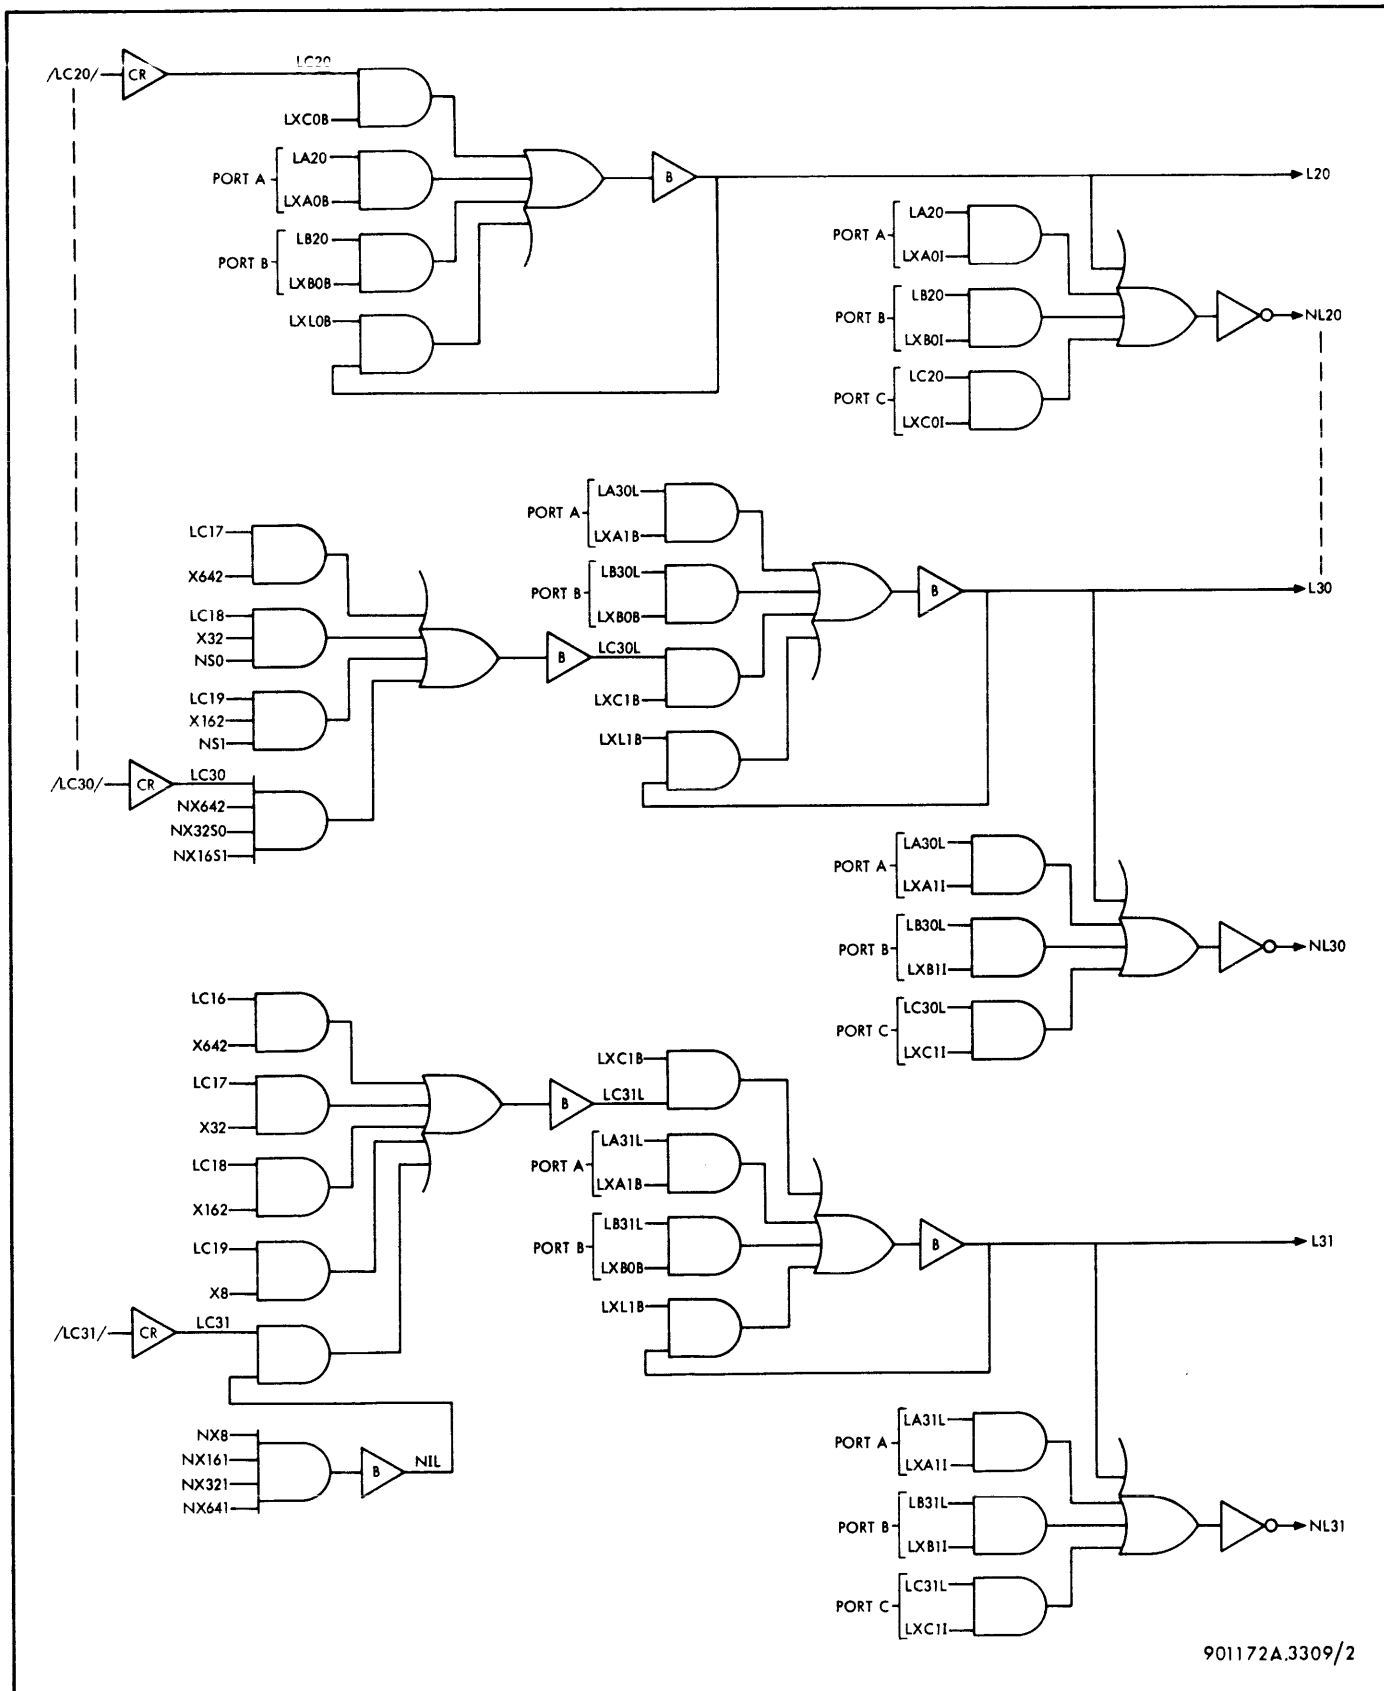 /LC20/ CR LC20
LXC0B
PORT A LA20
LXA0B
PORT B LB20
LXB0B
LXL0B
B
L20
PORT A LA20
LXA0I
PORT B LB20
LXB0I
PORT C LC20
LXC0I
NL20
LC17
X642
LC18
X32
NS0
LC19
X162
NS1
/LC30/ CR LC30
NX642
NX32S0
NX16S1
B
PORT A LA30L
LXA1B
PORT B LB30L
LXB0B
LC30L
LXC1B
LXL1B
B
L30
PORT A LA30L
LXA1I
PORT B LB30L
LXB1I
PORT C LC30L
LXC1I
NL30
LC16
X642
LC17
X32
LC18
X162
LC19
X8
/LC31/ CR LC31
NX8
NX161
NX321
NX641
B NIL
B
LXC1B
LC31L
PORT A LA31L
LXA1B
PORT B LB31L
LXB0B
LXL1B
B
L31
PORT A LA31L
LXA1I
PORT B LB31L
LXB1I
PORT C LC31L
LXC1I
NL31
901172A.3309/2